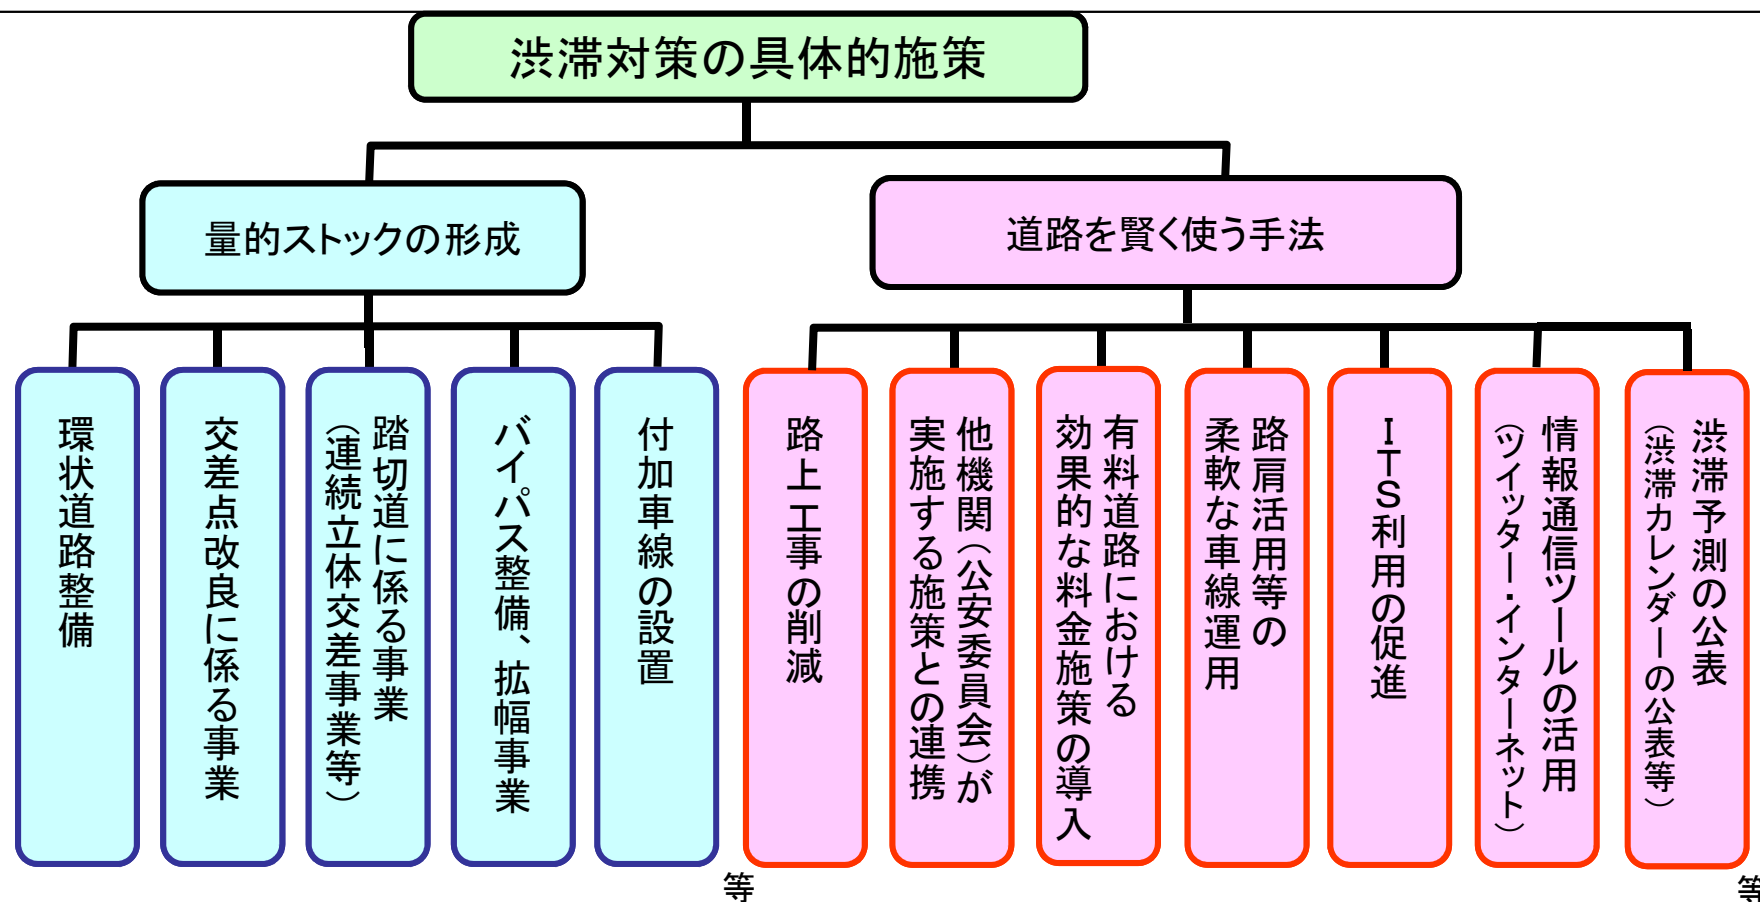 渋滞対策の具体的施策
量的ストックの形成
道路を賢く使う手法
環状道路整備
交差点改良に係る事業
踏切道に係る事業
（連続立体交差事業等）
バイパス整備、拡幅事業
付加車線の設置
等
路上工事の削減
他機関（公安委員会）が
実施する施策との連携
有料道路における
効果的な料金施策の導入
路肩活用等の
柔軟な車線運用
ＩＴＳ利用の促進
情報通信ツールの活用
（ツイッター・インターネット）
渋滞予測の公表
（渋滞カレンダーの公表等）
等